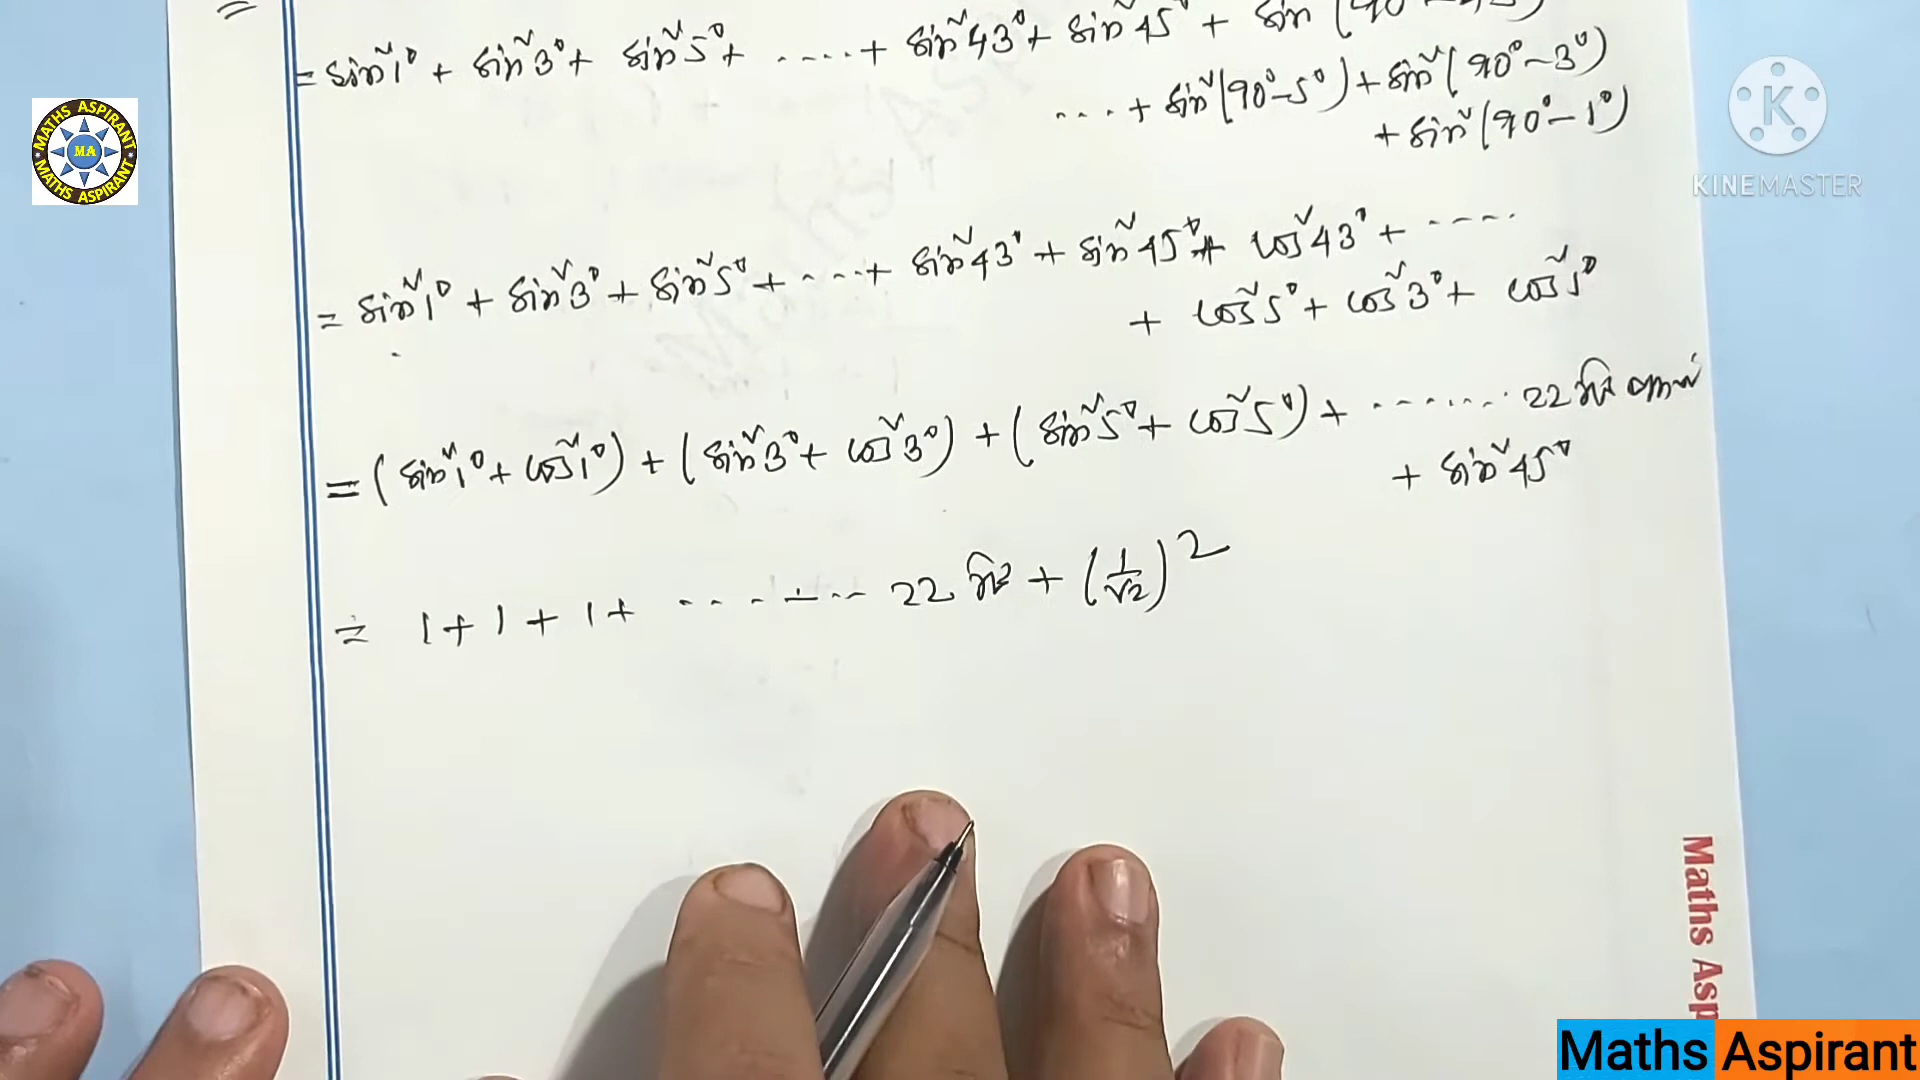 = sin²1° + sin²3° + sin²5° + .... + sin²43° + sin²45° + sin²(90°
.... + sin²(90°-5°) + sin²(90°-3°)
+ sin²(90°-1°)
= sin²1° + sin²3° + sin²5° + .... + sin²43° + sin²45° + cos²43° + .....
+ cos²5° + cos²3° + cos²1°
= (sin²1° + cos²1°) + (sin²3° + cos²3°) + (sin²5° + cos²5°) + ....... 22
+ sin²45°
= 1 + 1 + 1 + ....... 22 + (1/√2)²
MATHS ASPIRANT
MA
MATHS ASPIRANT
K
KINEMASTER
Maths Asp
Maths Aspirant